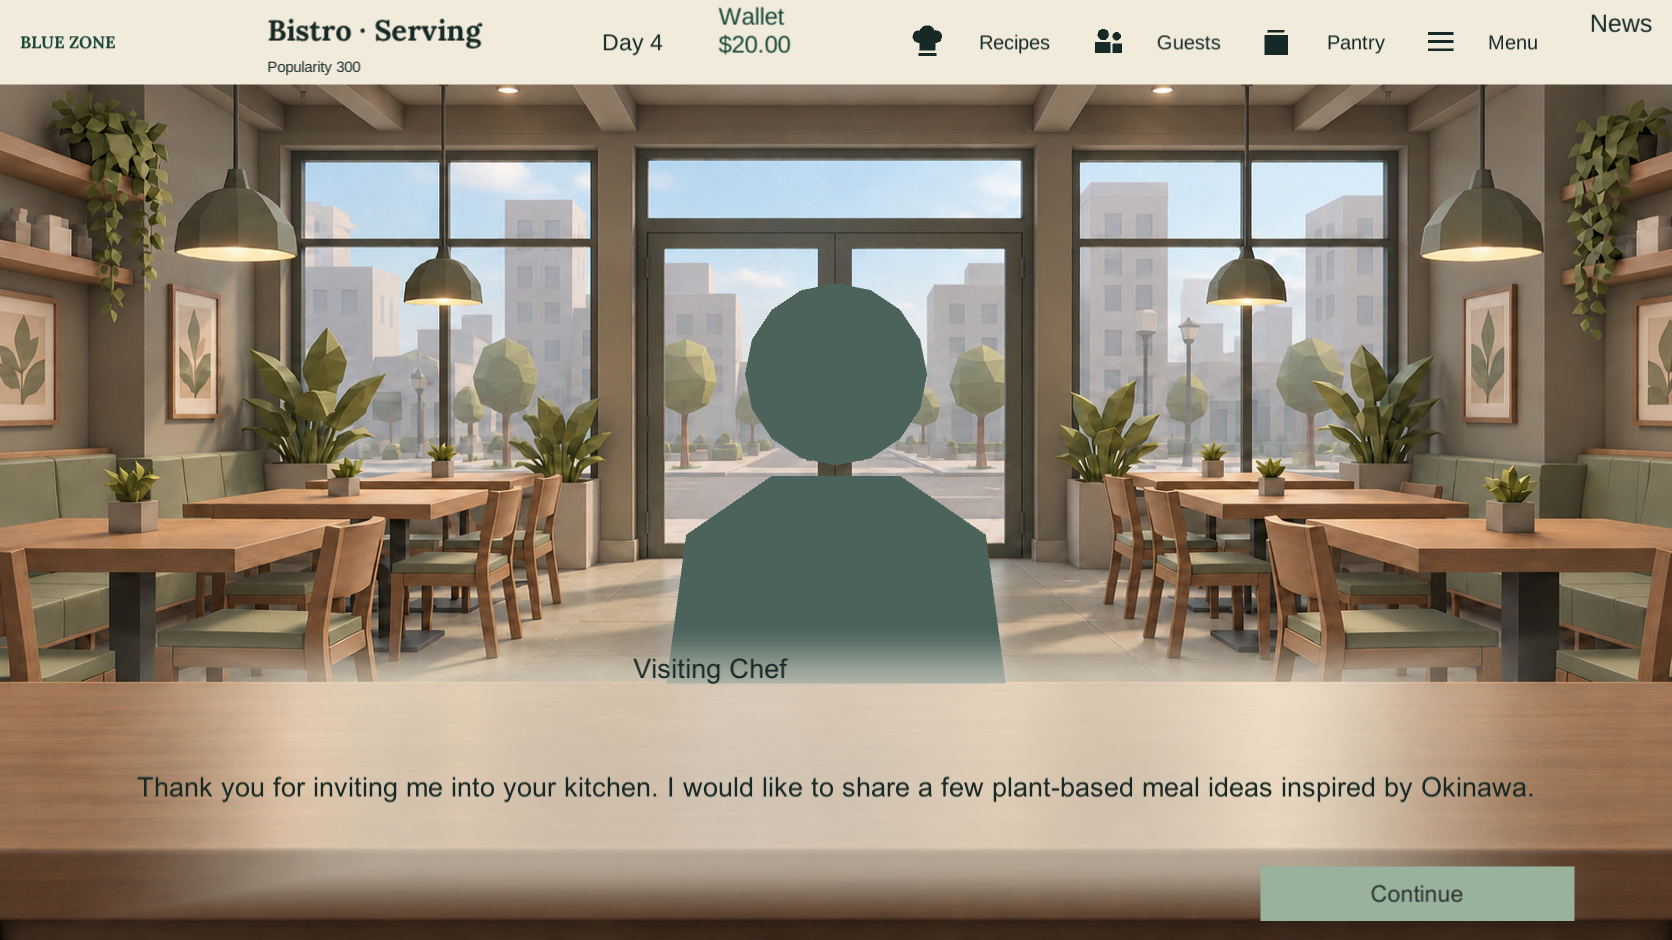 BLUE ZONE
Bistro · Serving
Popularity 300
Day 4
Wallet
$20.00
Recipes
Guests
Pantry
Menu
News
Visiting Chef
Thank you for inviting me into your kitchen. I would like to share a few plant-based meal ideas inspired by Okinawa.
Continue